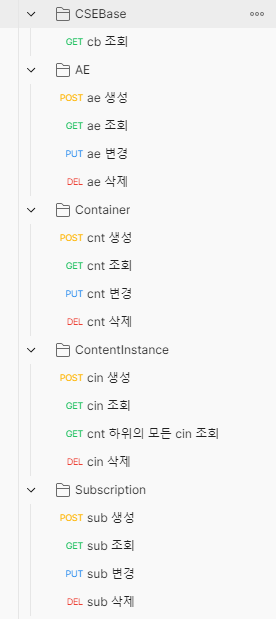 CSEBase
GET cb 조회
AE
POST ae 생성
GET ae 조회
PUT ae 변경
DEL ae 삭제
Container
POST cnt 생성
GET cnt 조회
PUT cnt 변경
DEL cnt 삭제
ContentInstance
POST cin 생성
GET cin 조회
GET cnt 하위의 모든 cin 조회
DEL cin 삭제
Subscription
POST sub 생성
GET sub 조회
PUT sub 변경
DEL sub 삭제